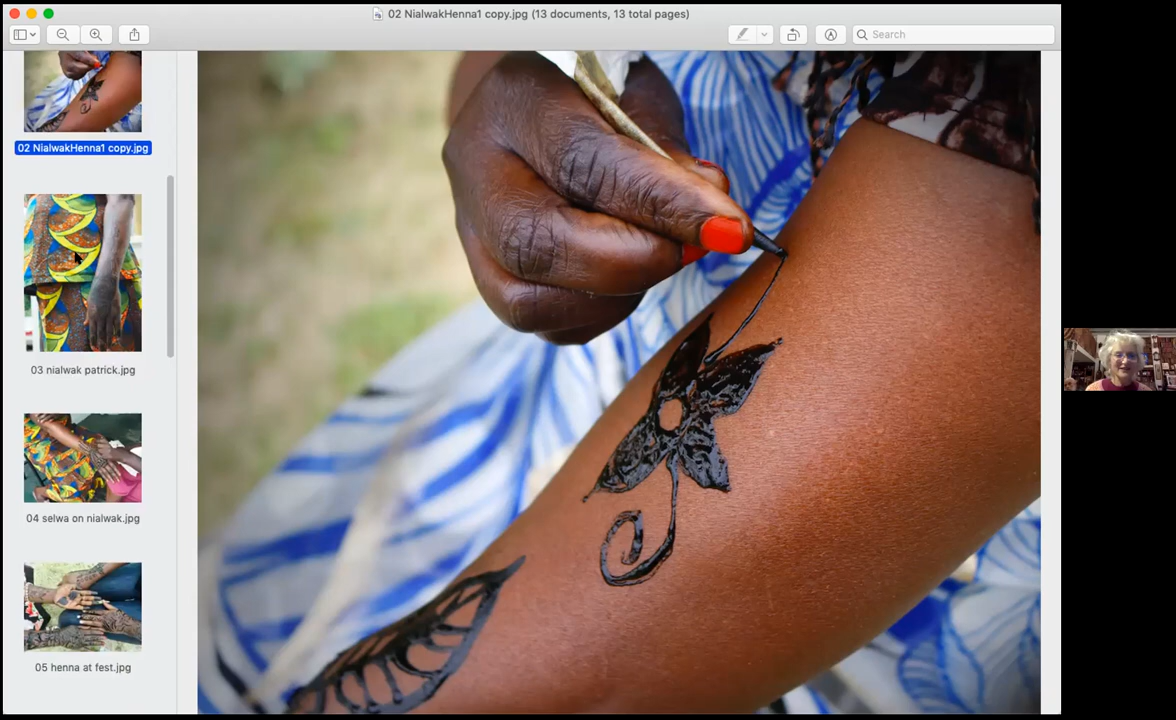 02 NialwakHenna1 copy.jpg (13 documents, 13 total pages)
Search
02 NialwakHenna1 copy.jpg
03 nialwak patrick.jpg
04 selwa on nialwak.jpg
05 henna at fest.jpg